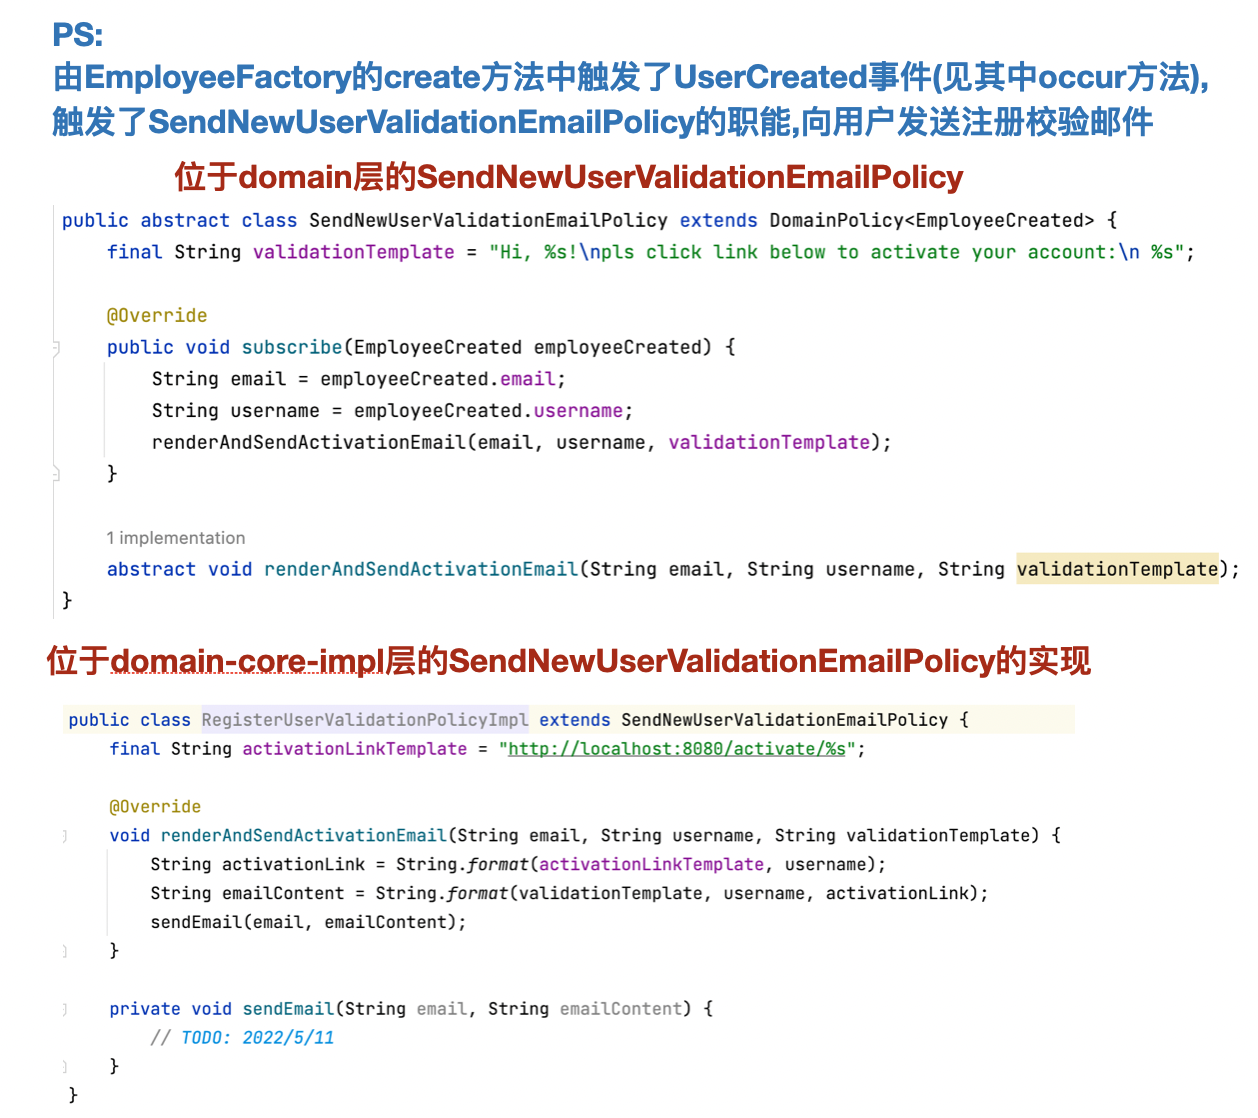 PS:
由EmployeeFactory的create方法中触发了UserCreated事件(见其中occur方法),
触发了SendNewUserValidationEmailPolicy的职能,向用户发送注册校验邮件
位于domain层的SendNewUserValidationEmailPolicy
public abstract class SendNewUserValidationEmailPolicy extends DomainPolicy<EmployeeCreated> {
final String validationTemplate = "Hi, %s!\npls click link below to activate your account:\n %s";
@Override
public void subscribe(EmployeeCreated employeeCreated) {
String email = employeeCreated.email;
String username = employeeCreated.username;
renderAndSendActivationEmail(email, username, validationTemplate);
}
1 implementation
abstract void renderAndSendActivationEmail(String email, String username, String validationTemplate);
}
位于domain-core-impl层的SendNewUserValidationEmailPolicy的实现
public class RegisterUserValidationPolicyImpl extends SendNewUserValidationEmailPolicy {
final String activationLinkTemplate = "http://localhost:8080/activate/%s";
@Override
void renderAndSendActivationEmail(String email, String username, String validationTemplate) {
String activationLink = String.format(activationLinkTemplate, username);
String emailContent = String.format(validationTemplate, username, activationLink);
sendEmail(email, emailContent);
}
private void sendEmail(String email, String emailContent) {
// TODO: 2022/5/11
}
}